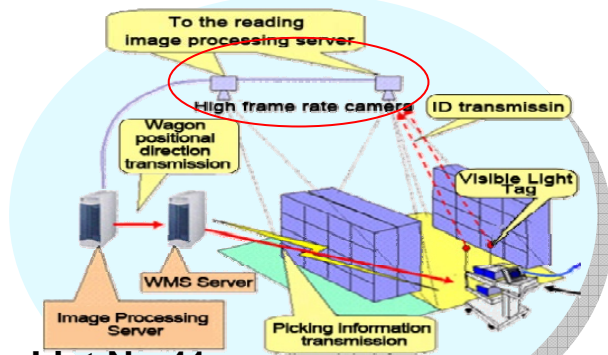 To the reading
image processing server
High frame rate camera
ID transmissin
Wagon
positional
direction
transmission
Visible Light
Tag
WMS Server
Image Processing
Server
Picking information
transmission